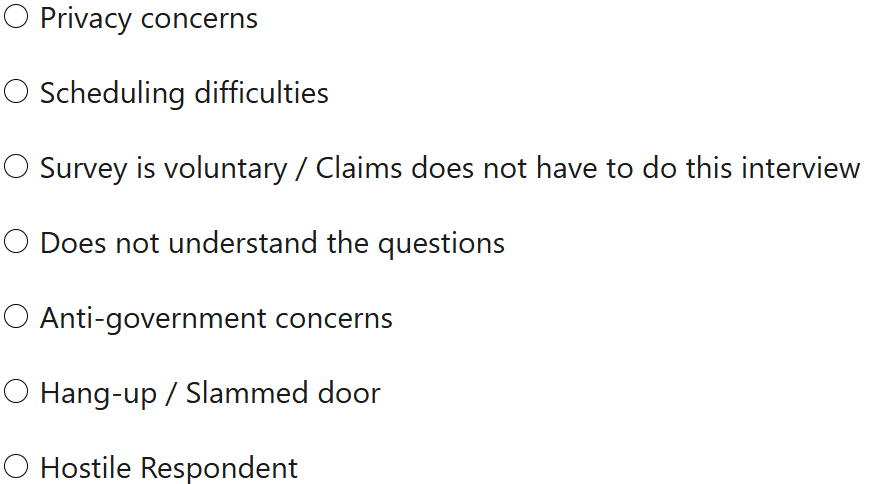 Privacy concerns
Scheduling difficulties
Survey is voluntary / Claims does not have to do this interview
Does not understand the questions
Anti-government concerns
Hang-up / Slammed door
Hostile Respondent